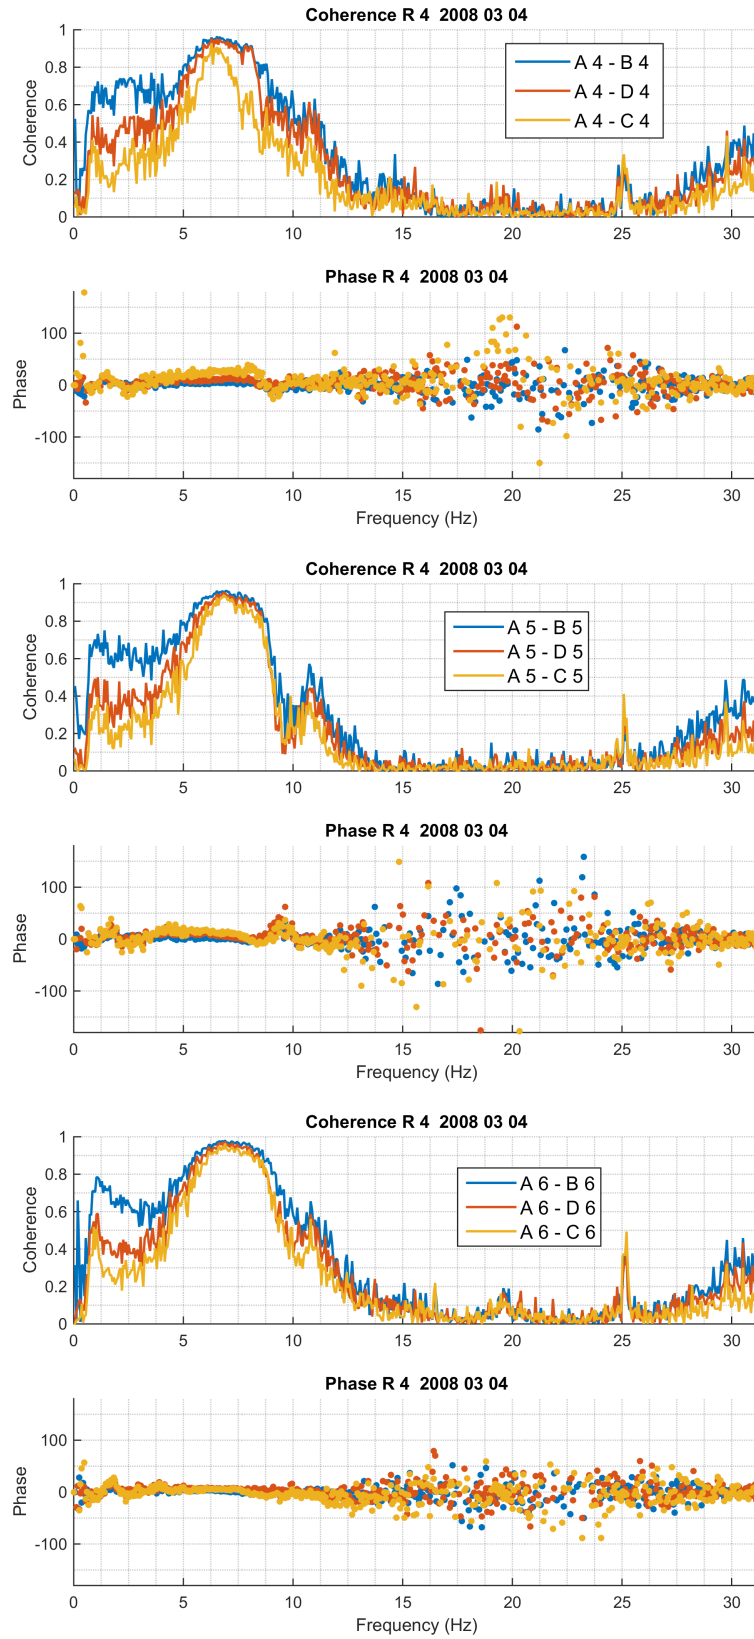 Coherence R 4 2008 03 04
1
0.8
0.6
0.4
0.2
0
Coherence
A 4 - B 4
A 4 - D 4
A 4 - C 4
0 5 10 15 20 25 30
Phase R 4 2008 03 04
100
0
-100
Phase
0 5 10 15 20 25 30
Frequency (Hz)
Coherence R 4 2008 03 04
1
0.8
0.6
0.4
0.2
0
Coherence
A 5 - B 5
A 5 - D 5
A 5 - C 5
0 5 10 15 20 25 30
Phase R 4 2008 03 04
100
0
-100
Phase
0 5 10 15 20 25 30
Frequency (Hz)
Coherence R 4 2008 03 04
1
0.8
0.6
0.4
0.2
0
Coherence
A 6 - B 6
A 6 - D 6
A 6 - C 6
0 5 10 15 20 25 30
Phase R 4 2008 03 04
100
0
-100
Phase
0 5 10 15 20 25 30
Frequency (Hz)